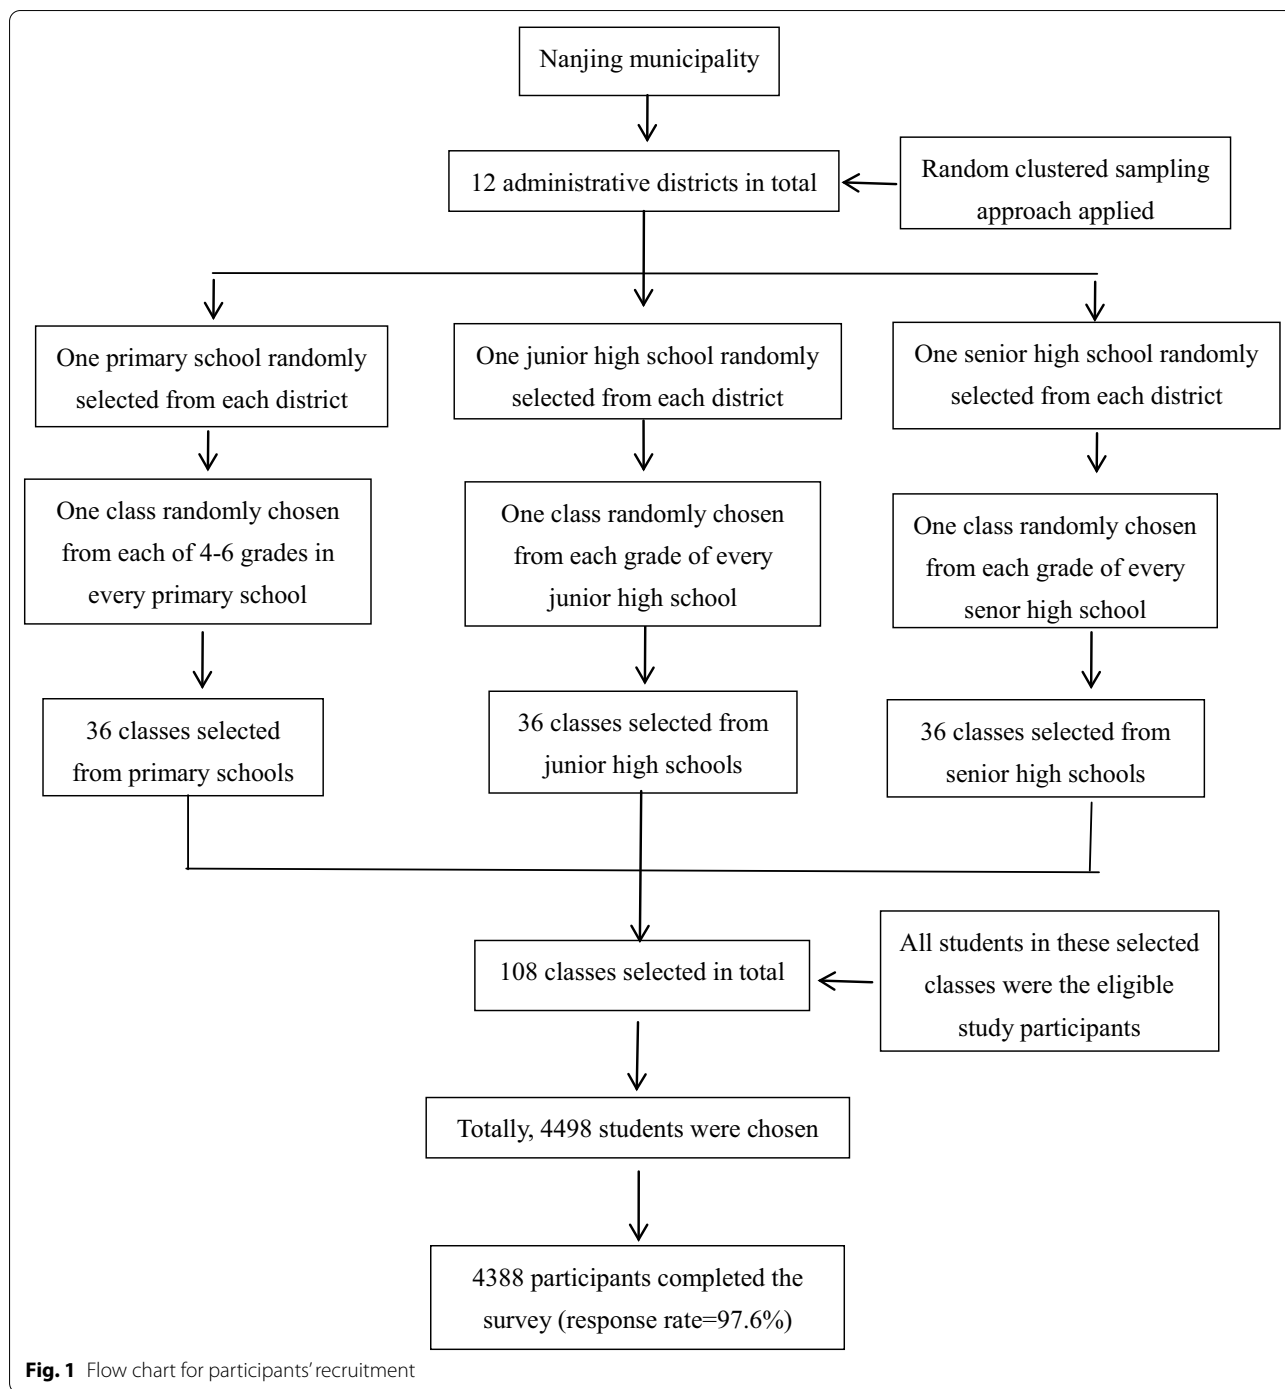 Nanjing municipality
12 administrative districts in total
Random clustered sampling
approach applied
One primary school randomly
selected from each district
One junior high school randomly
selected from each district
One senior high school randomly
selected from each district
One class randomly chosen
from each of 4-6 grades in
every primary school
One class randomly chosen
from each grade of every
junior high school
One class randomly chosen
from each grade of every
senor high school
36 classes selected
from primary schools
36 classes selected from
junior high schools
36 classes selected from
senior high schools
108 classes selected in total
All students in these selected
classes were the eligible
study participants
Totally, 4498 students were chosen
4388 participants completed the
survey (response rate=97.6%)
Fig. 1 Flow chart for participants' recruitment